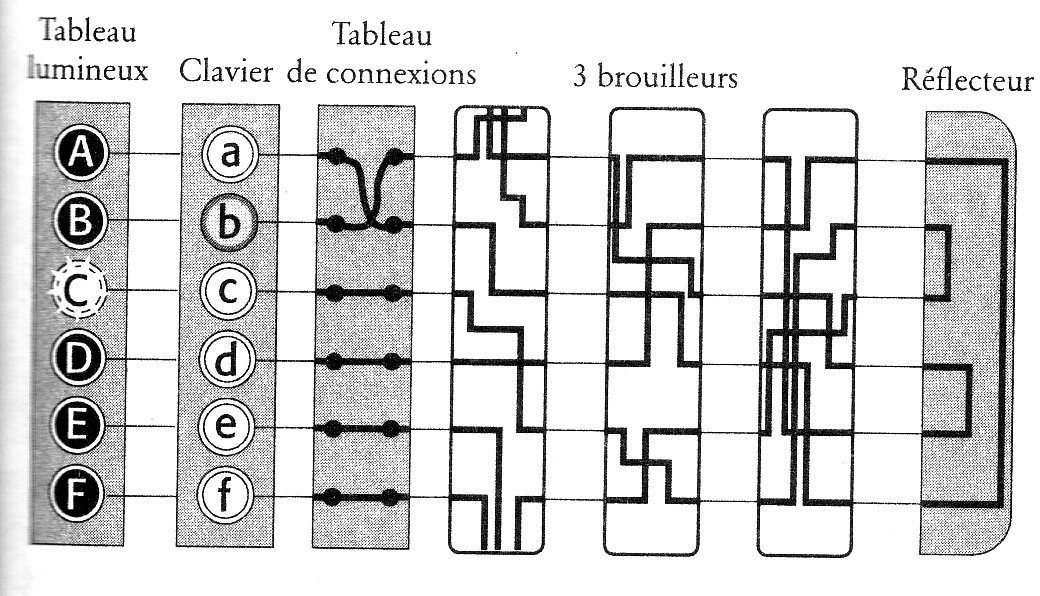 Tableau
lumineux
Clavier
Tableau
de connexions
3 brouilleurs
Réflecteur
A
a
B
b
C
c
D
d
E
e
F
f